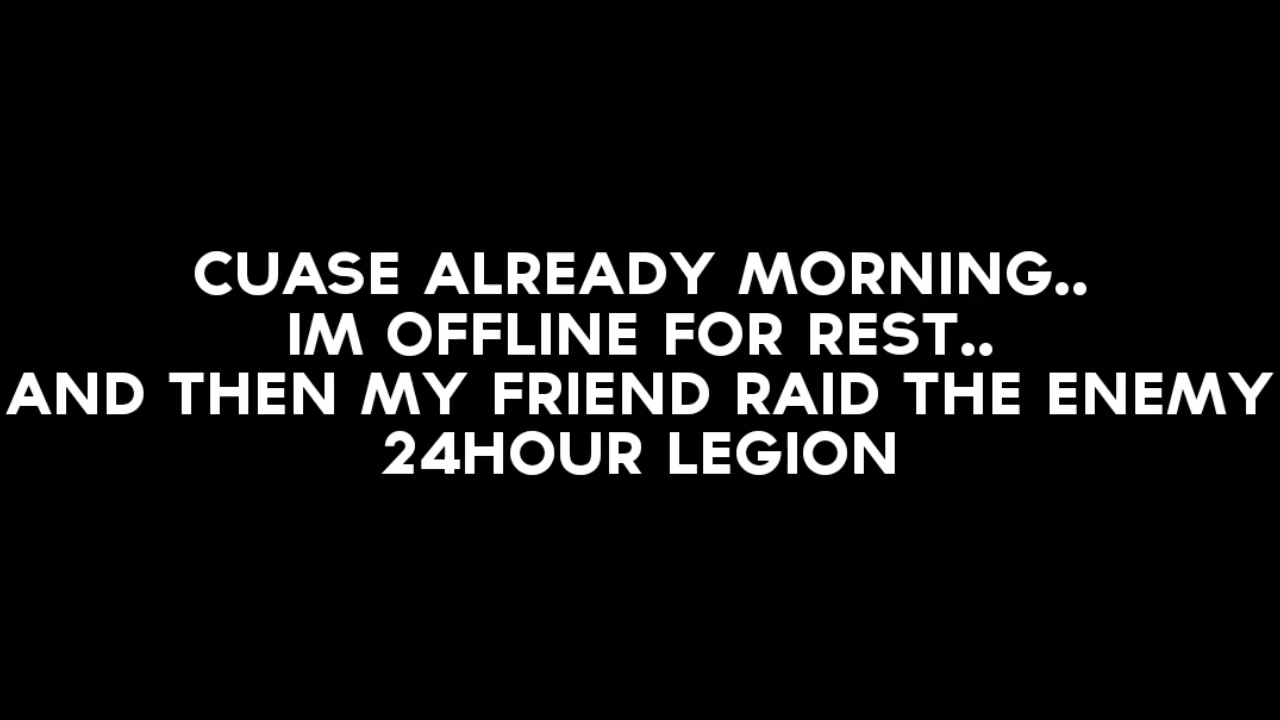 CUASE ALREADY MORNING..
IM OFFLINE FOR REST..
AND THEN MY FRIEND RAID THE ENEMY
24HOUR LEGION